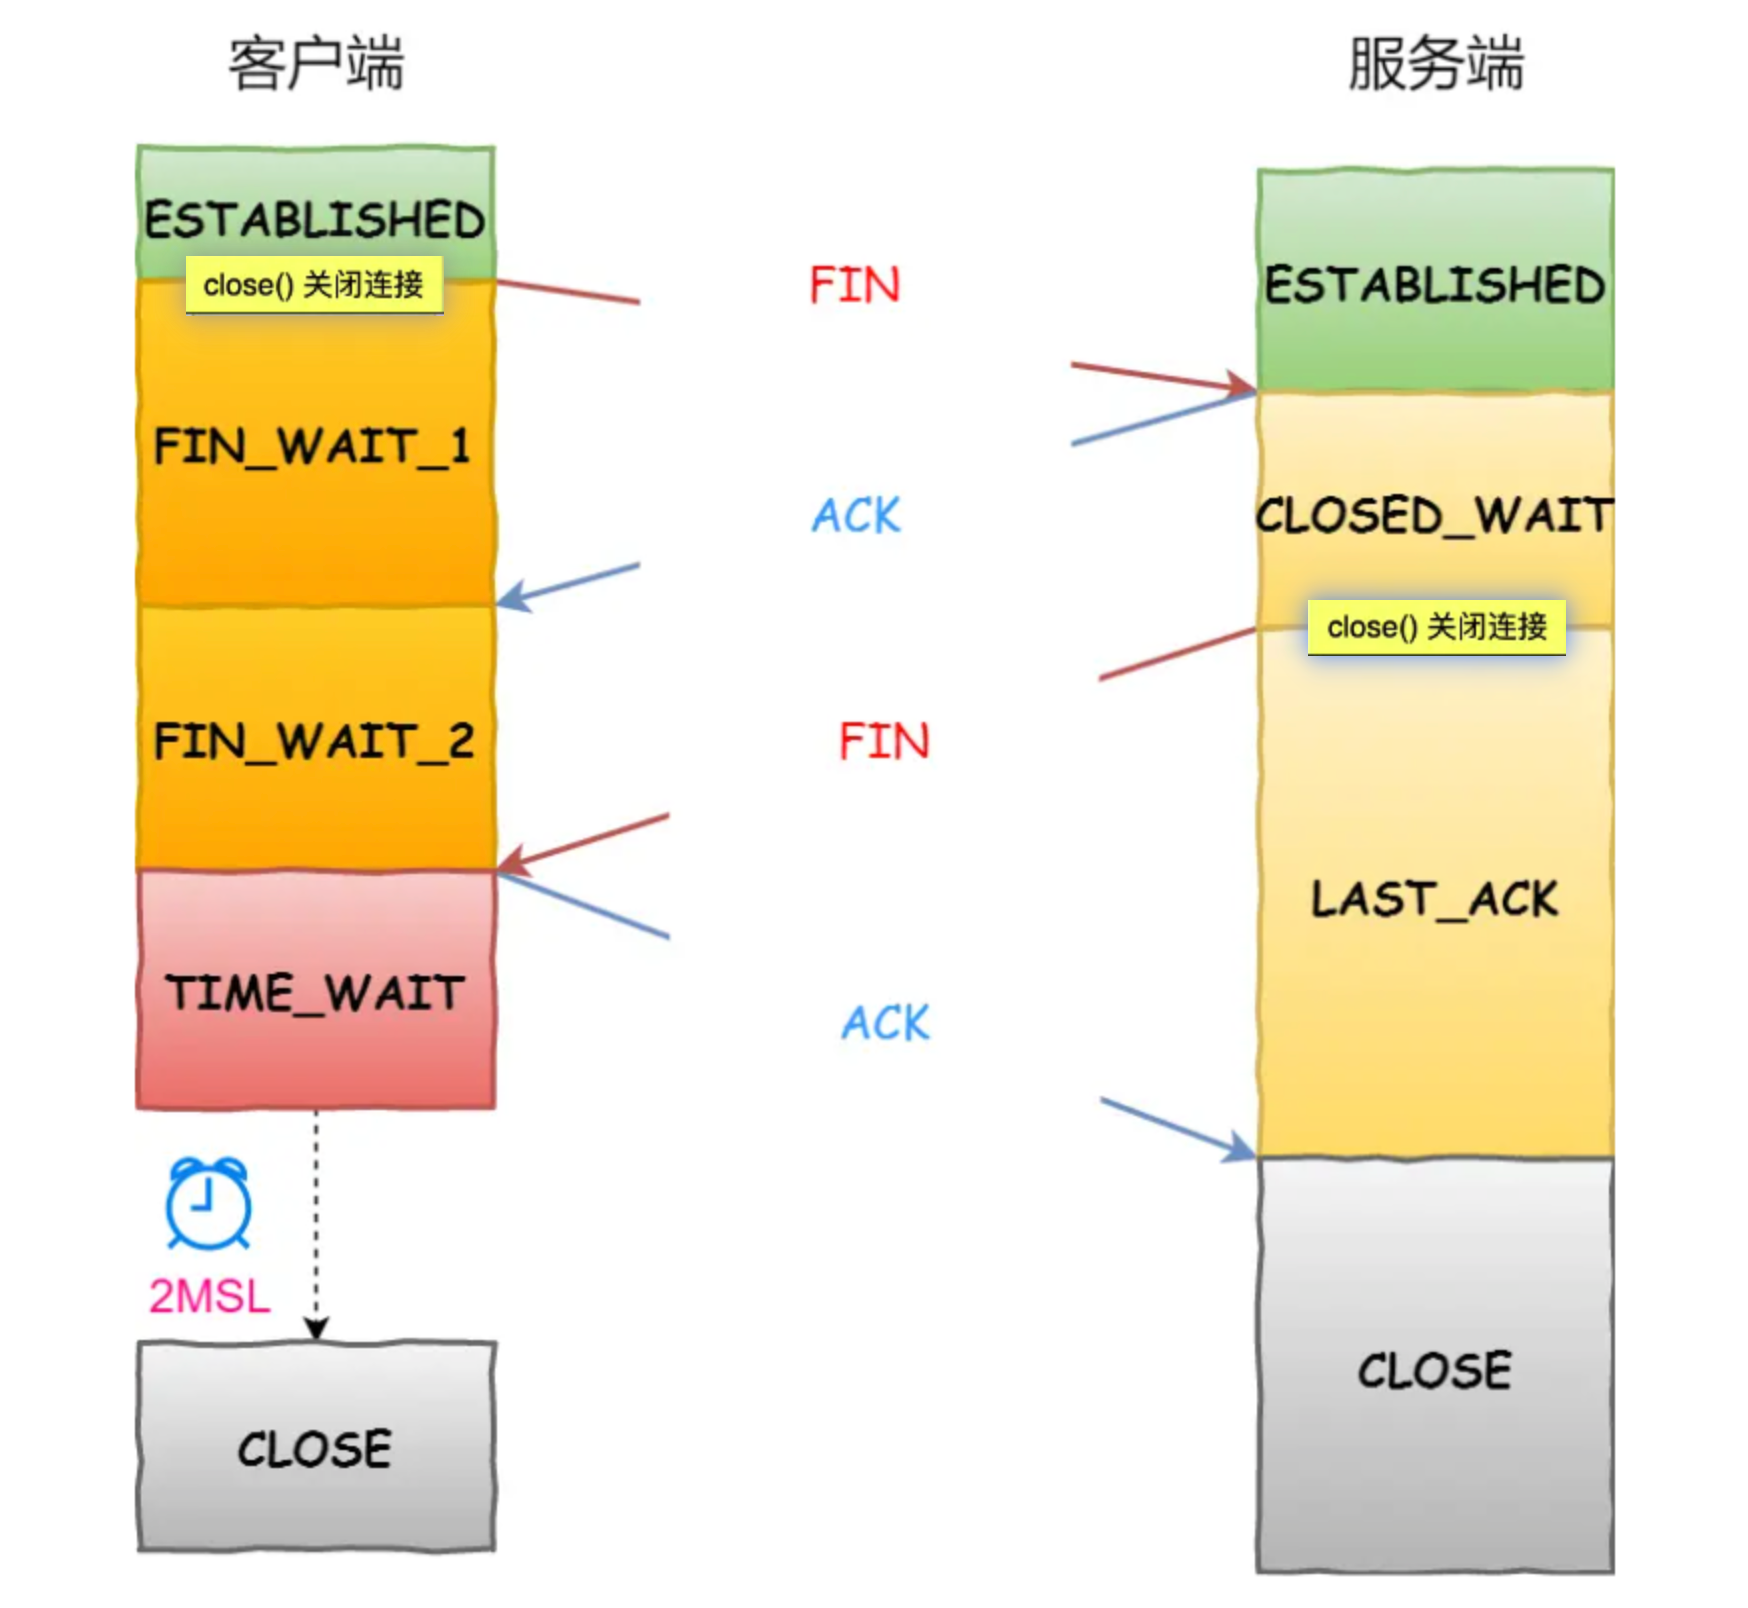 客户端
服务端
ESTABLISHED
close() 关闭连接
FIN
ESTABLISHED
FIN_WAIT_1
ACK
CLOSED_WAIT
close() 关闭连接
FIN_WAIT_2
FIN
LAST_ACK
TIME_WAIT
ACK
2MSL
CLOSE
CLOSE